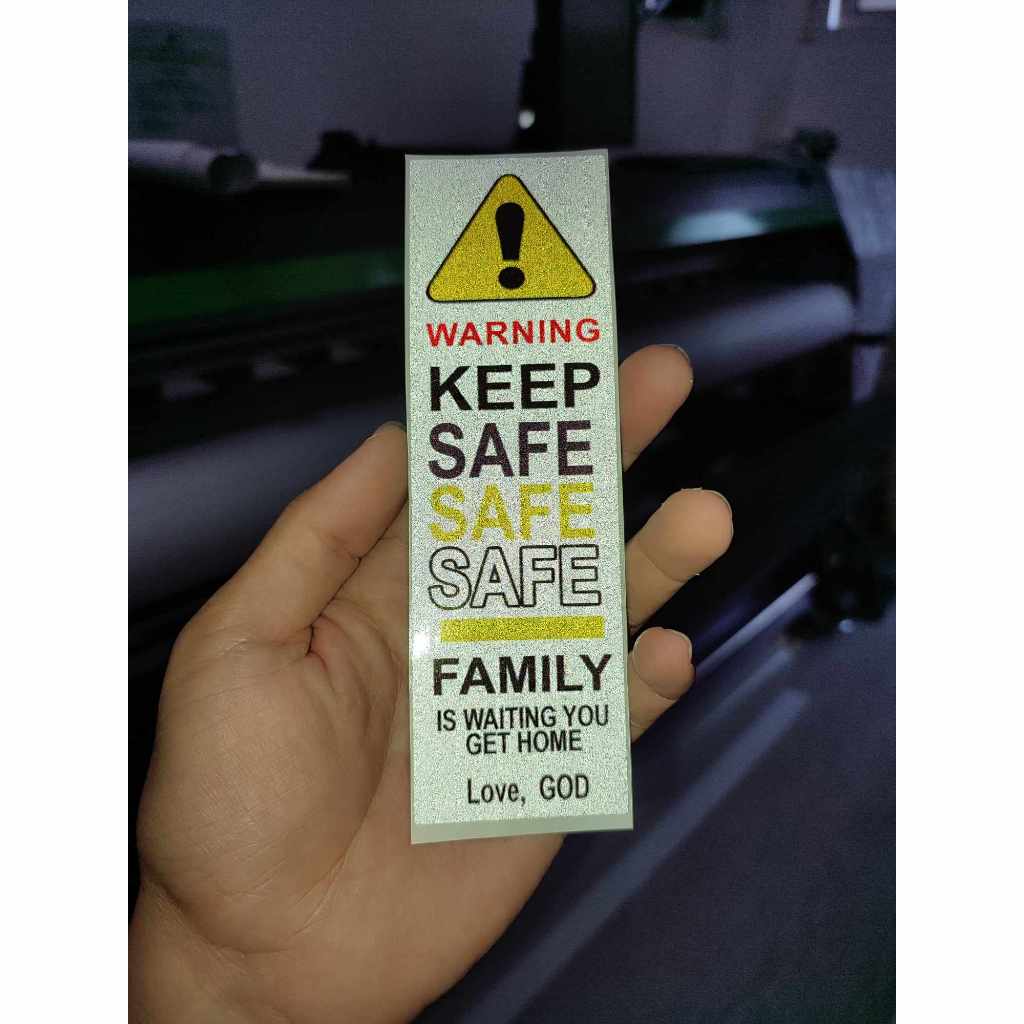 WARNING
KEEP
SAFE
SAFE
SAFE
FAMILY
IS WAITING YOU
GET HOME
Love, GOD